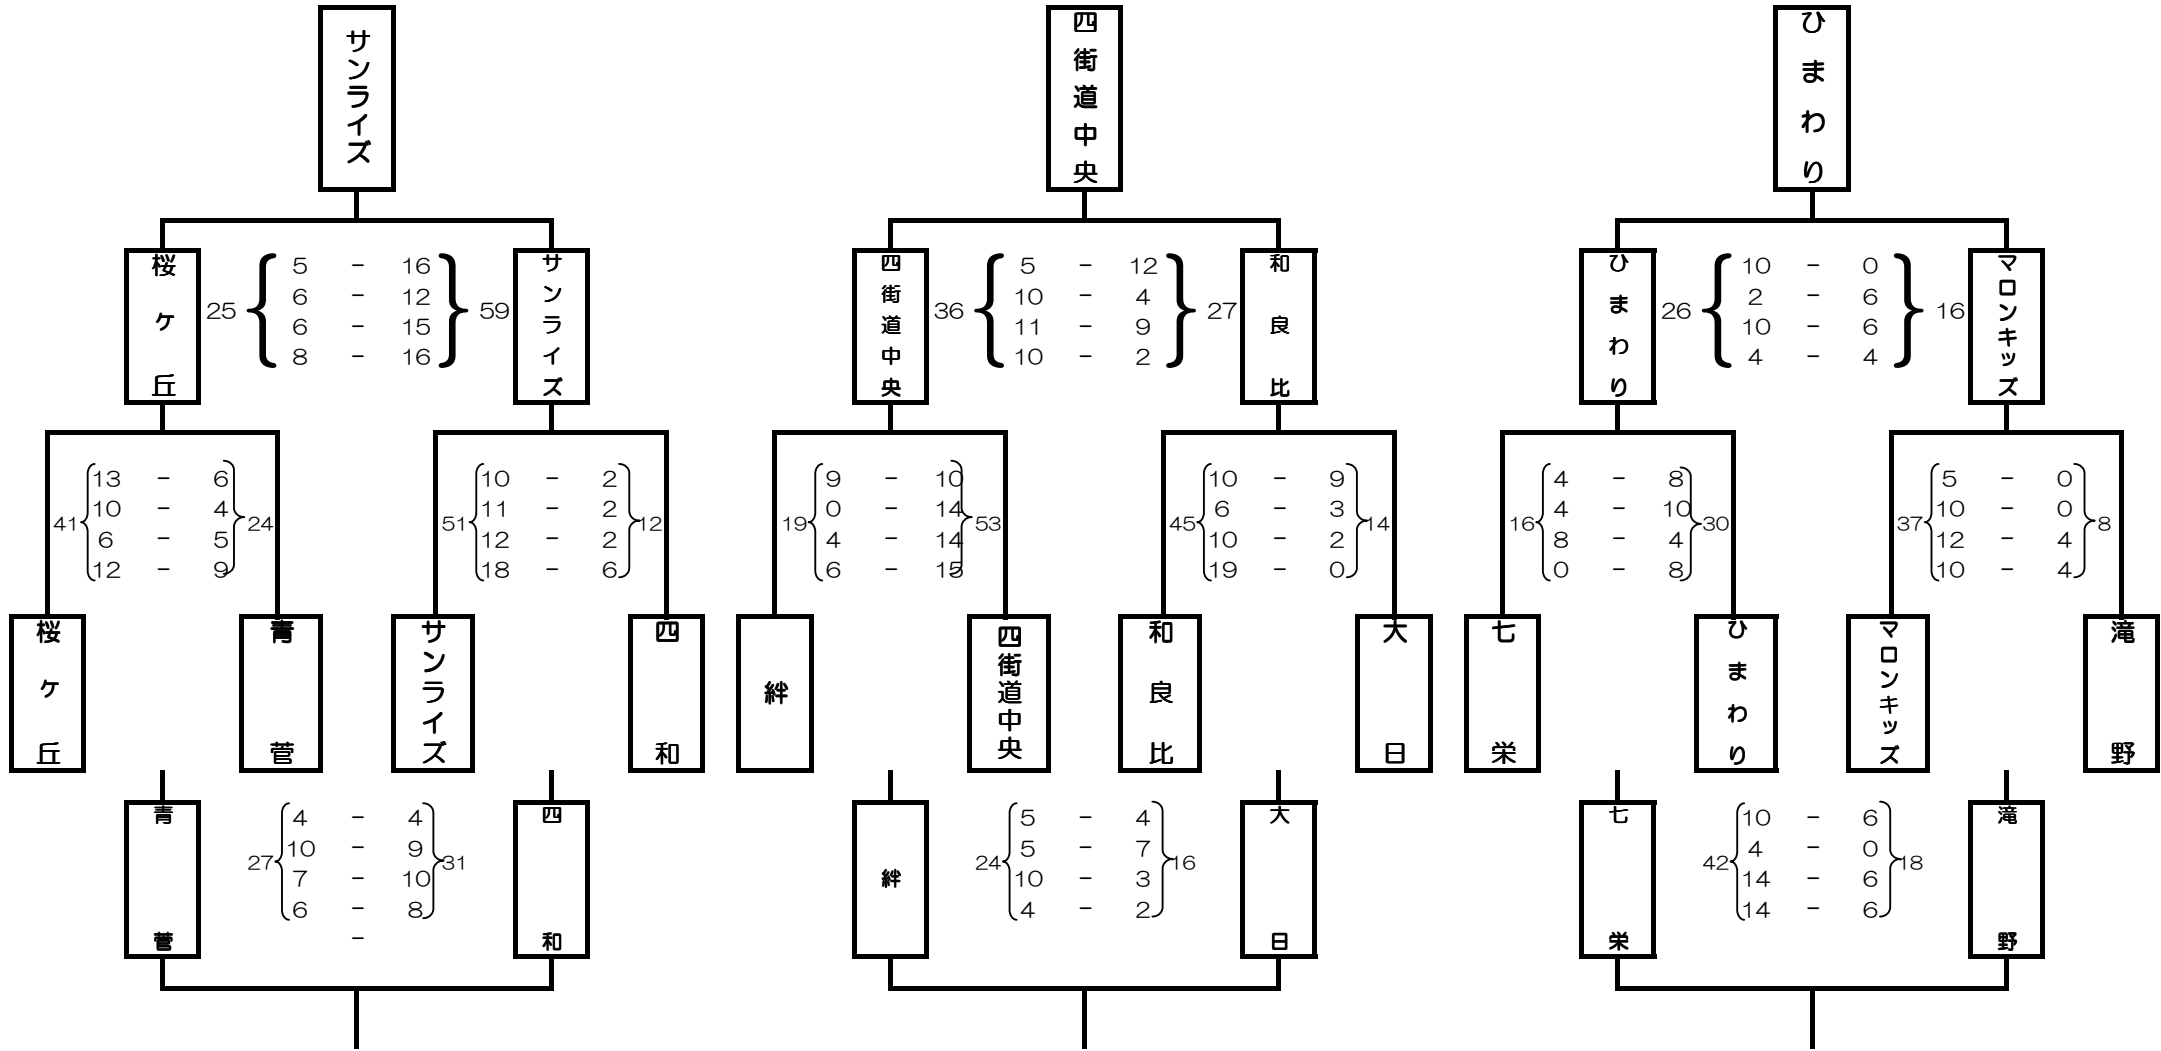 サンライズ
四街道中央
ひまわり
桜ケ丘
25
5 - 16
6 - 12
6 - 15
8 - 16
59
サンライズ
四街道中央
36
5 - 12
10 - 4
11 - 9
10 - 2
27
和良比
ひまわり
26
10 - 0
2 - 6
10 - 6
4 - 4
16
マロンキッズ
41
13 - 6
10 - 4
6 - 5
12 - 9
24
51
10 - 2
11 - 2
12 - 2
18 - 6
12
19
9 - 10
0 - 14
4 - 14
6 - 15
53
45
10 - 9
6 - 3
10 - 2
19 - 0
14
16
4 - 8
4 - 10
8 - 4
0 - 8
30
37
5 - 0
10 - 0
12 - 4
10 - 4
8
桜ケ丘
青菅
サンライズ
四和
絆
四街道中央
和良比
大日
七栄
ひまわり
マロンキッズ
滝野
青菅
27
4 - 4
10 - 9
7 - 10
6 - 8
-
31
四和
絆
24
5 - 4
5 - 7
10 - 3
4 - 2
16
大日
七栄
42
10 - 6
4 - 0
14 - 6
14 - 6
18
滝野